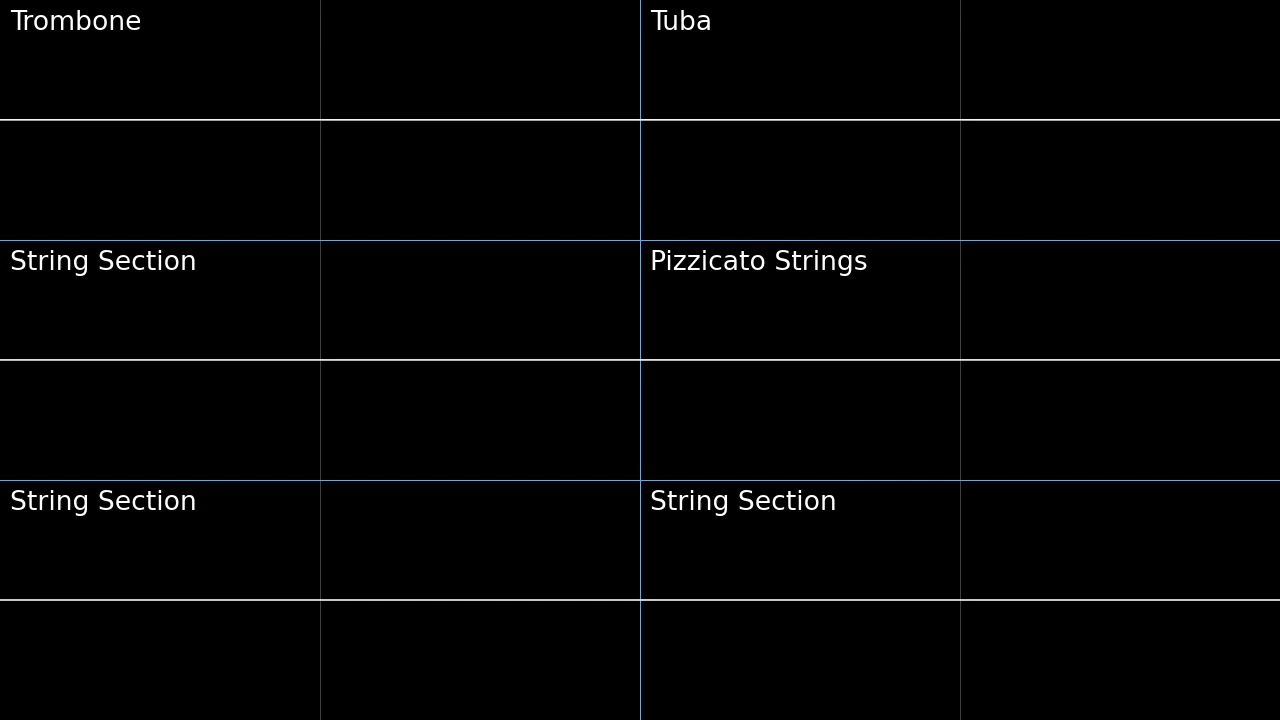 Trombone
Tuba
String Section
Pizzicato Strings
String Section
String Section